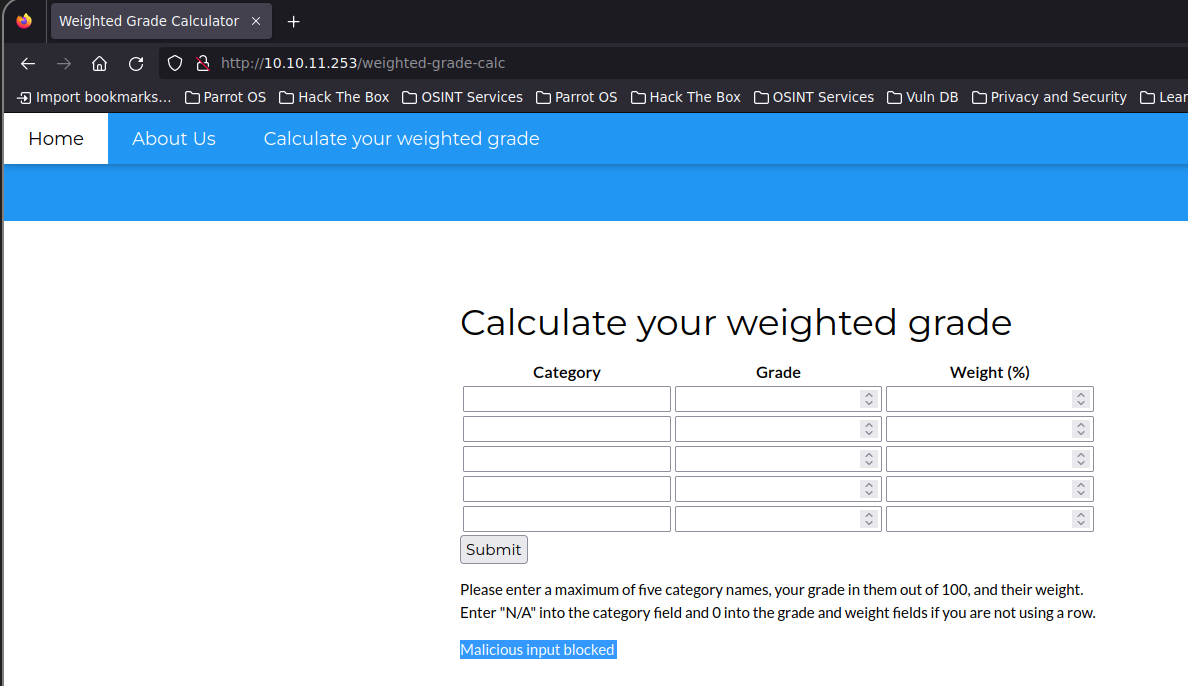 Weighted Grade Calculator
http://10.10.11.253/weighted-grade-calc
Import bookmarks... Parrot OS Hack The Box OSINT Services Parrot OS Hack The Box OSINT Services Vuln DB Privacy and Security Lear
Home About Us Calculate your weighted grade
Calculate your weighted grade
Category Grade Weight (%)
Submit
Please enter a maximum of five category names, your grade in them out of 100, and their weight.
Enter "N/A" into the category field and 0 into the grade and weight fields if you are not using a row.
Malicious input blocked